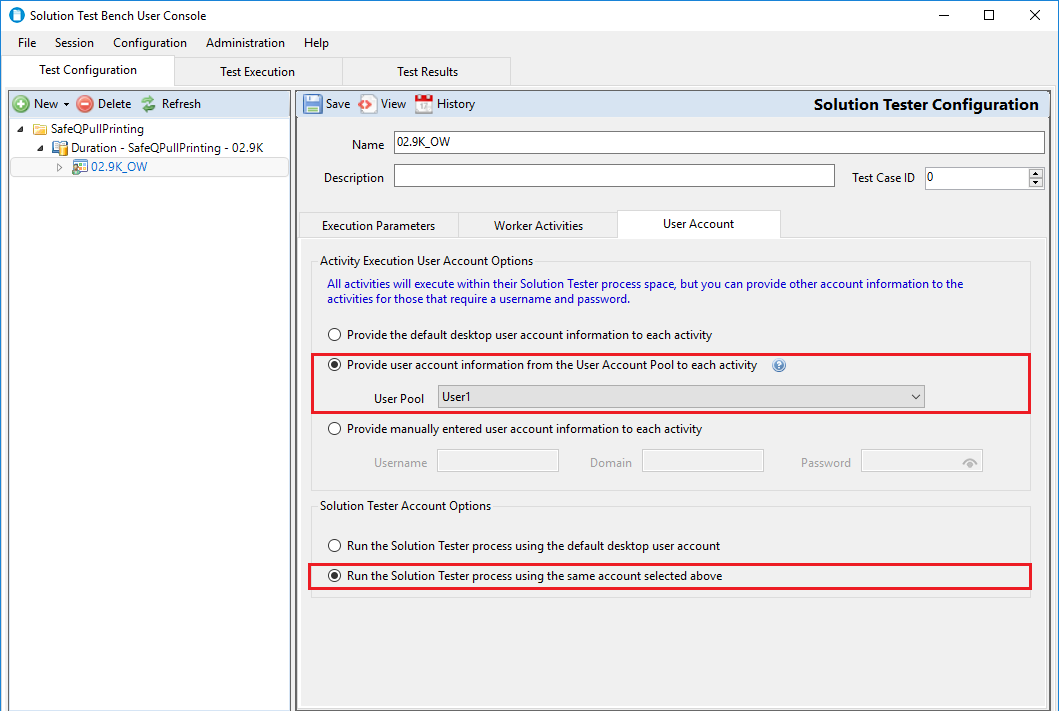 Solution Test Bench User Console
File Session Configuration Administration Help
Test Configuration Test Execution Test Results
New Delete Refresh
SafeQPullPrinting
Duration - SafeQPullPrinting - 02.9K
02.9K_OW
Save View 12 History Solution Tester Configuration
Name 02.9K_OW
Description Test Case ID 0
Execution Parameters Worker Activities User Account
Activity Execution User Account Options
All activities will execute within their Solution Tester process space, but you can provide other account information to the
activities for those that require a username and password.
Provide the default desktop user account information to each activity
Provide user account information from the User Account Pool to each activity ?
User Pool User1
Provide manually entered user account information to each activity
Username Domain Password
Solution Tester Account Options
Run the Solution Tester process using the default desktop user account
Run the Solution Tester process using the same account selected above